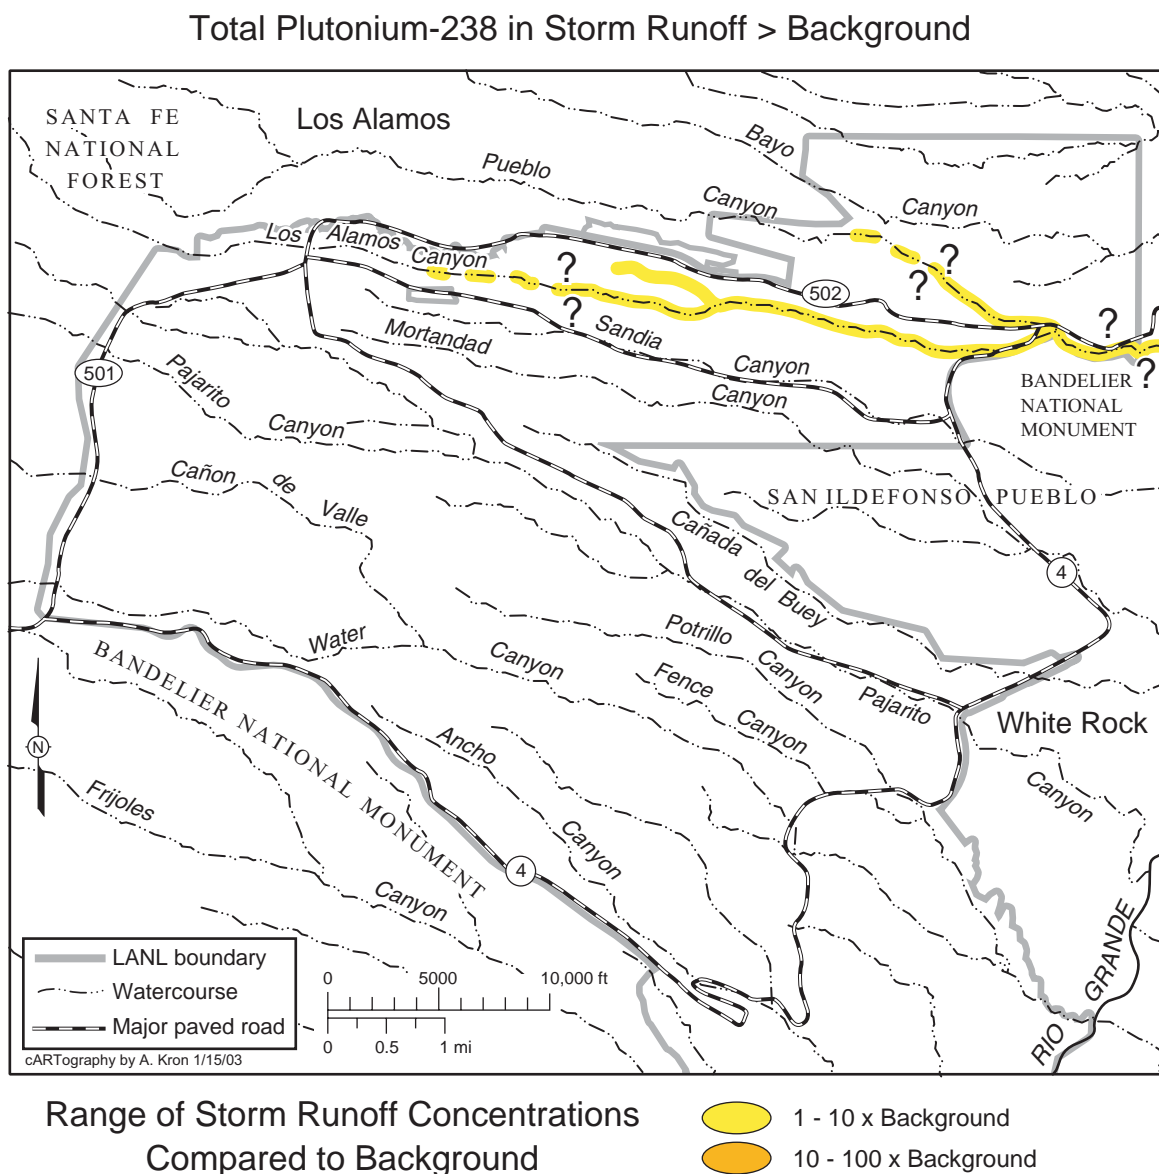 Total Plutonium-238 in Storm Runoff > Background
SANTA FE
NATIONAL
FOREST
Los Alamos
Bayo
Pueblo
Canyon
Canyon
Los Alamos
Canyon
?
?
?
?
?
?
502
Mortandad
Sandia
Canyon
Canyon
501
Pajarito
Canyon
BANDELIER
NATIONAL
MONUMENT
Cañon de Valle
SAN ILDEFONSO PUEBLO
Cañada del Buey
4
Water
Canyon
Potrillo
Canyon
Fence
Canyon
Pajarito
White Rock
Canyon
BANDELIER NATIONAL MONUMENT
N
Ancho
Canyon
Frijoles
Canyon
4
RIO GRANDE
LANL boundary
Watercourse
Major paved road
cARTography by A. Kron 1/15/03
0 5000 10,000 ft
0 0.5 1 mi
Range of Storm Runoff Concentrations
Compared to Background
1 - 10 x Background
10 - 100 x Background